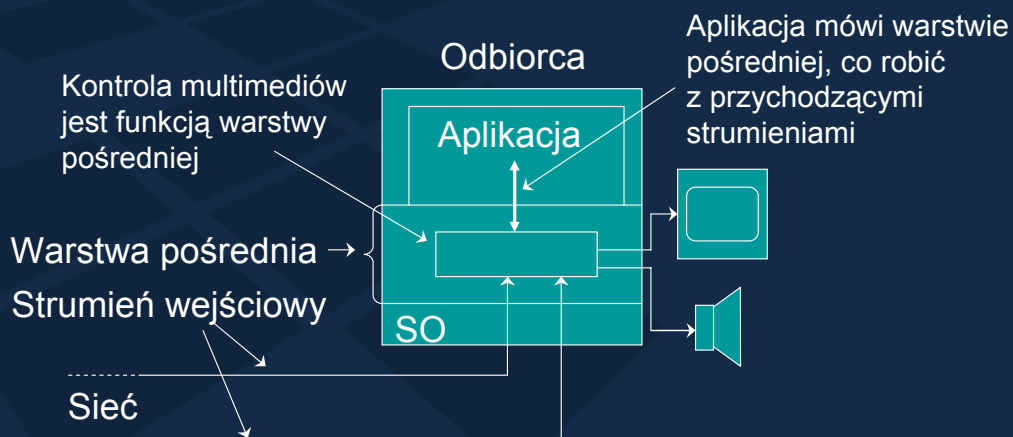 Odbiorca
Kontrola multimediów
jest funkcją warstwy
pośredniej
Aplikacja mówi warstwie
pośredniej, co robić
z przychodzącymi
strumieniami
Aplikacja
Warstwa pośrednia
Strumień wejściowy
SO
Sieć